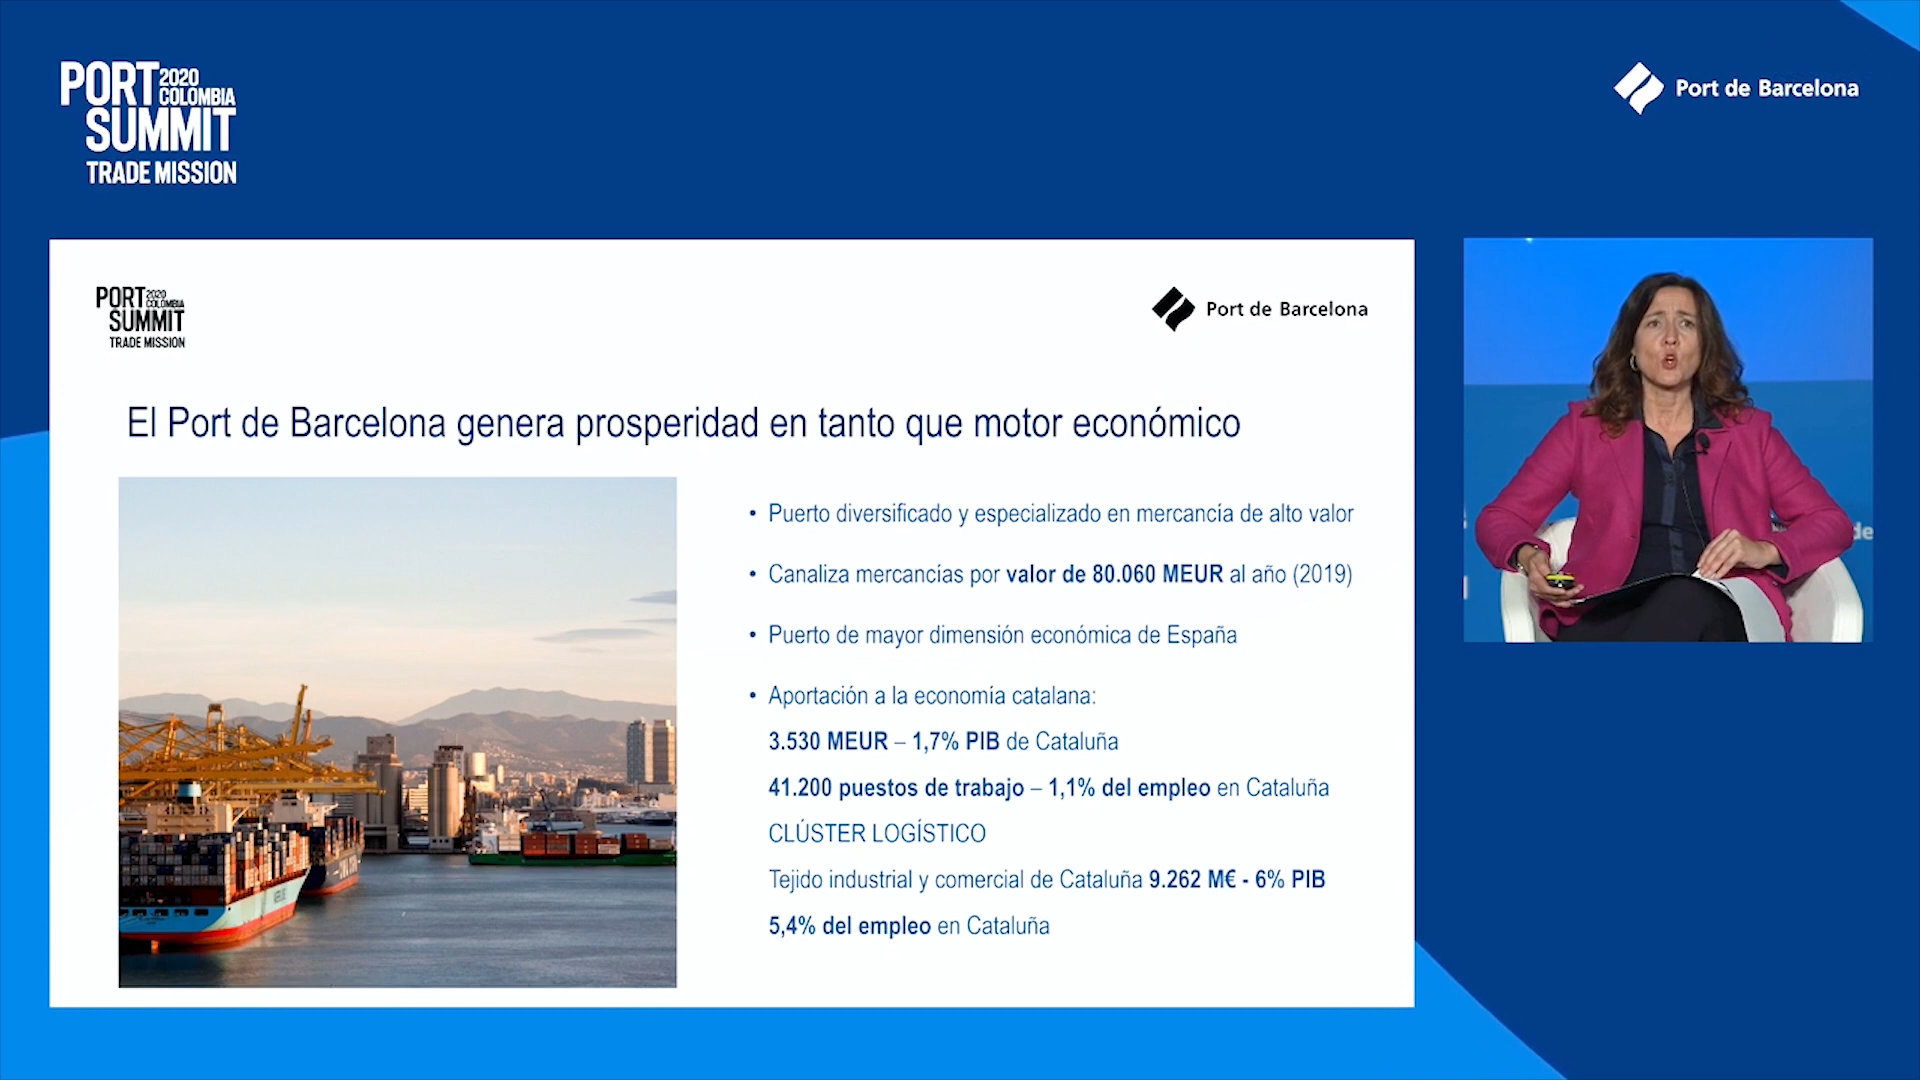 PORT 2020 COLOMBIA
SUMMIT
TRADE MISSION
Port de Barcelona
PORT 2020 COLOMBIA
SUMMIT
TRADE MISSION
Port de Barcelona
El Port de Barcelona genera prosperidad en tanto que motor económico
• Puerto diversificado y especializado en mercancía de alto valor
• Canaliza mercancías por valor de 80.060 MEUR al año (2019)
• Puerto de mayor dimensión económica de España
• Aportación a la economía catalana:
3.530 MEUR – 1,7% PIB de Cataluña
41.200 puestos de trabajo – 1,1% del empleo en Cataluña
CLÚSTER LOGÍSTICO
Tejido industrial y comercial de Cataluña 9.262 M€ - 6% PIB
5,4% del empleo en Cataluña
de